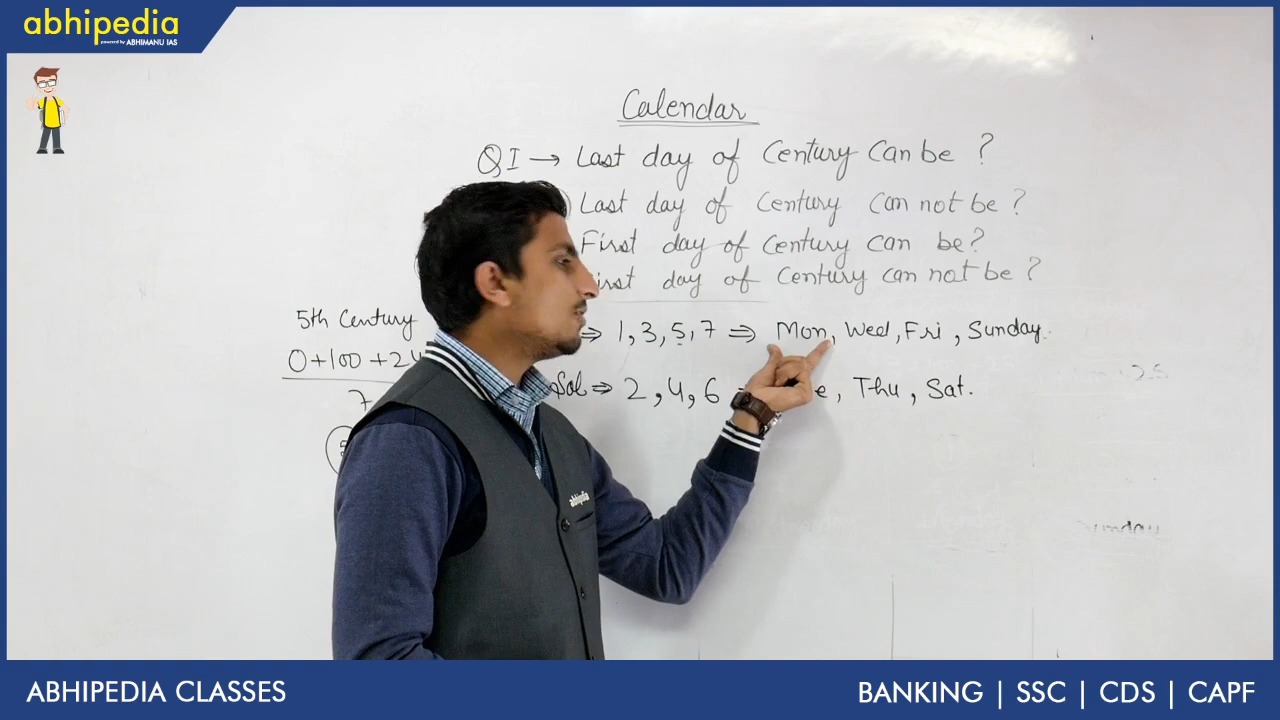 abhipedia
powered by ABHIMANU IAS
Calendar
QI → Last day of Century Can be ?
Last day of Century Can not be ?
First day of Century Can be?
First day of Century can not be ?
5th Century
⇒ 1, 3, 5, 7 ⇒ Mon, Wed, Fri, Sunday.
0+100+24
Sol ⇒ 2, 4, 6 Thu, Sat.
7
abhipedia
ABHIPEDIA CLASSES
BANKING | SSC | CDS | CAPF